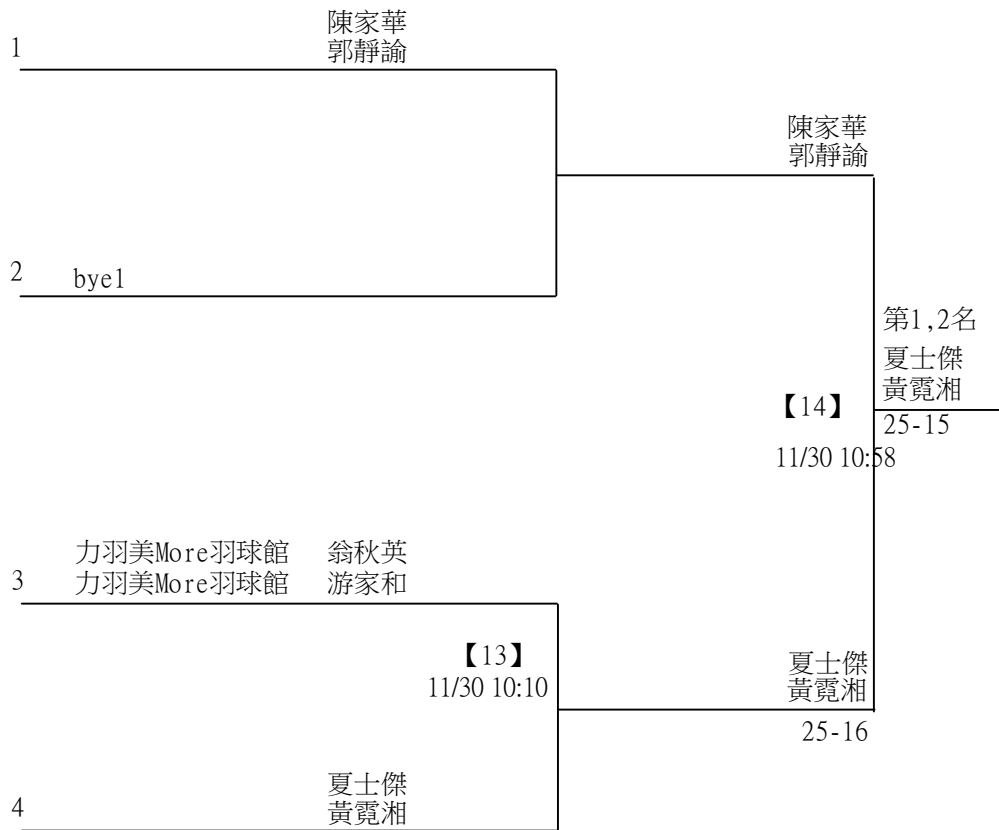 陳家華
1 郭靜諭
陳家華
郭靜諭
2 bye1
第1,2名
夏士傑
黃霓湘
【14】
25-15
11/30 10:58
力羽美More羽球館 翁秋英
3 力羽美More羽球館 游家和
【13】
11/30 10:10
夏士傑
黃霓湘
25-16
夏士傑
4 黃霓湘